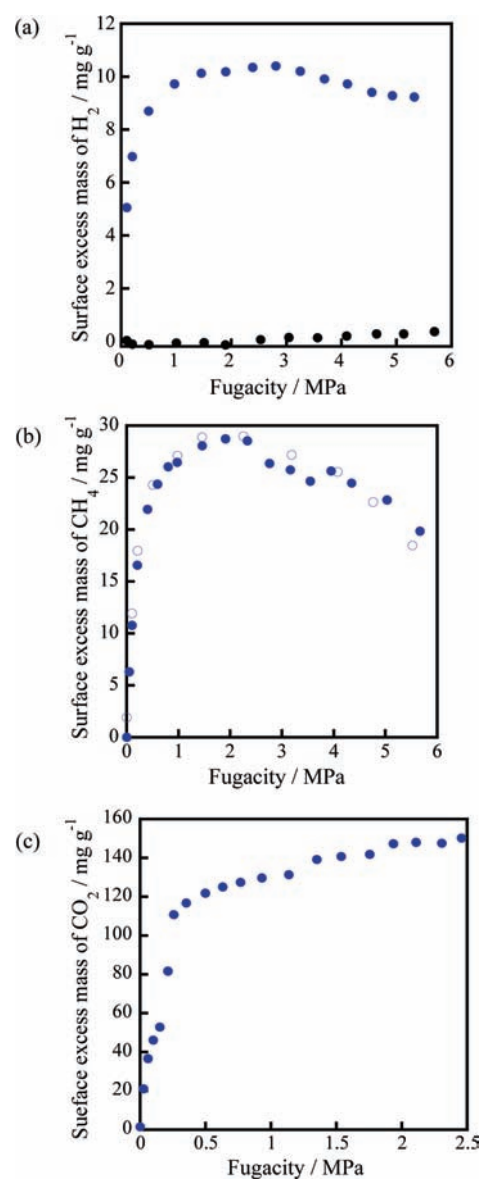 (a)
Surface excess mass of H2 / mg g-1
12
10
8
6
4
2
0
0 1 2 3 4 5 6
Fugacity / MPa
(b)
Surface excess mass of CH4 / mg g-1
30
25
20
15
10
5
0
0 1 2 3 4 5 6
Fugacity / MPa
(c)
Sueface excess mass of CO2 / mg g-1
160
140
120
100
80
60
40
20
0
0 0.5 1 1.5 2 2.5
Fugacity / MPa